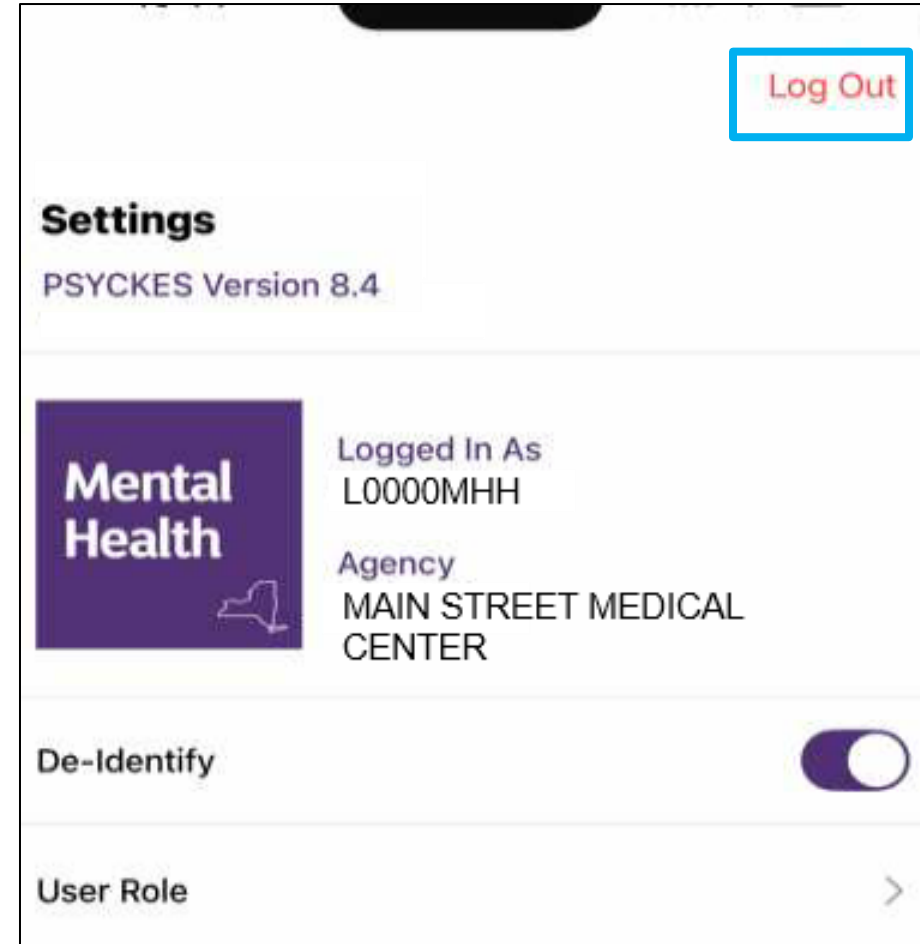 Log Out
Settings
PSYCKES Version 8.4
Mental
Health
Logged In As
L0000MHH
Agency
MAIN STREET MEDICAL
CENTER
De-Identify
User Role